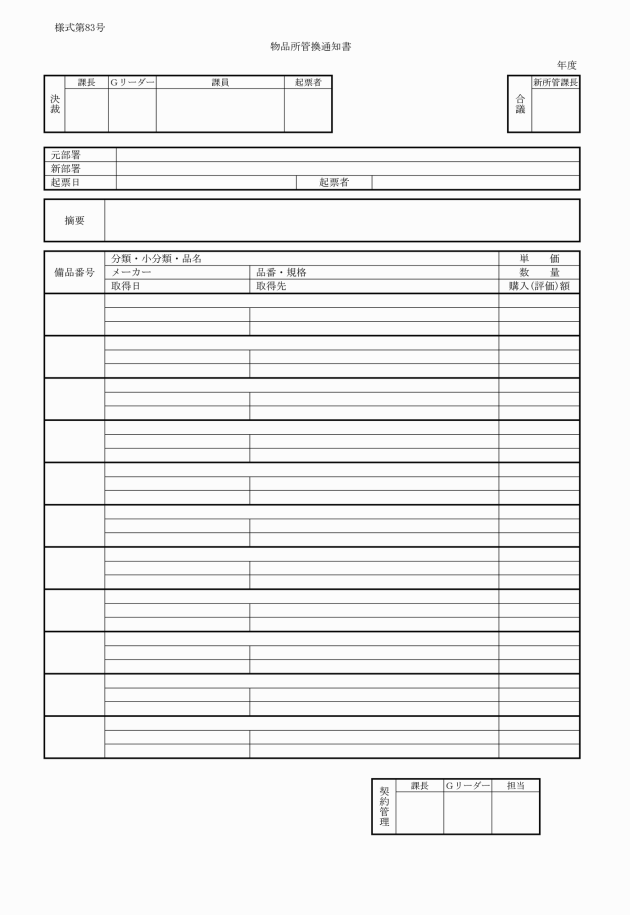 様式第83号
物品所管換通知書
年度
決裁 課長 Gリーダー 課員 起票者
合議 新所管課長
元部署
新部署
起票日 起票者
摘要
備品番号 分類・小分類・品名 単　価
メーカー 品番・規格 数　量
取得日 取得先 購入(評価)額
契約管理 課長 Gリーダー 担当